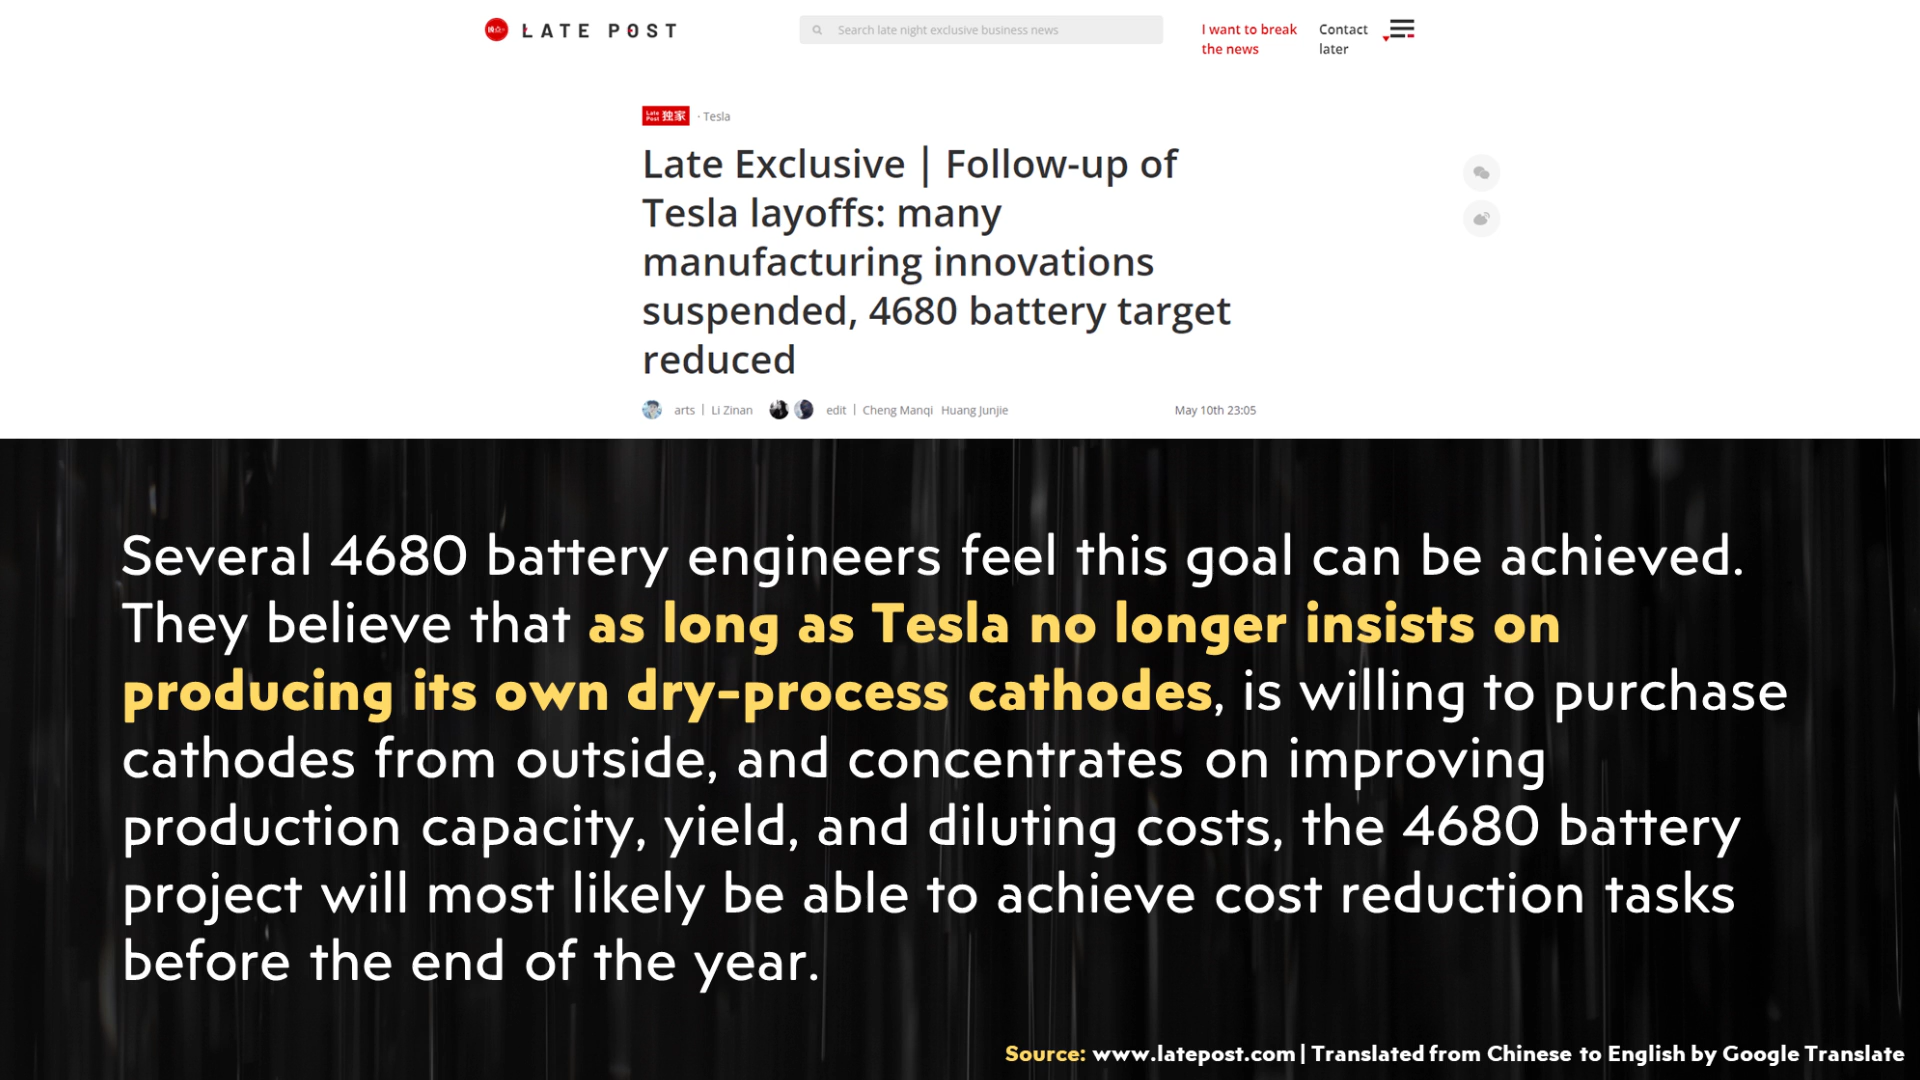 LATE POST
Search late night exclusive business news
I want to break
the news
Contact
later
Late
Post 独家 · Tesla
Late Exclusive | Follow-up of
Tesla layoffs: many
manufacturing innovations
suspended, 4680 battery target
reduced
arts | Li Zinan edit | Cheng Manqi Huang Junjie May 10th 23:05
Several 4680 battery engineers feel this goal can be achieved.
They believe that as long as Tesla no longer insists on
producing its own dry-process cathodes, is willing to purchase
cathodes from outside, and concentrates on improving
production capacity, yield, and diluting costs, the 4680 battery
project will most likely be able to achieve cost reduction tasks
before the end of the year.
Source: www.latepost.com | Translated from Chinese to English by Google Translate